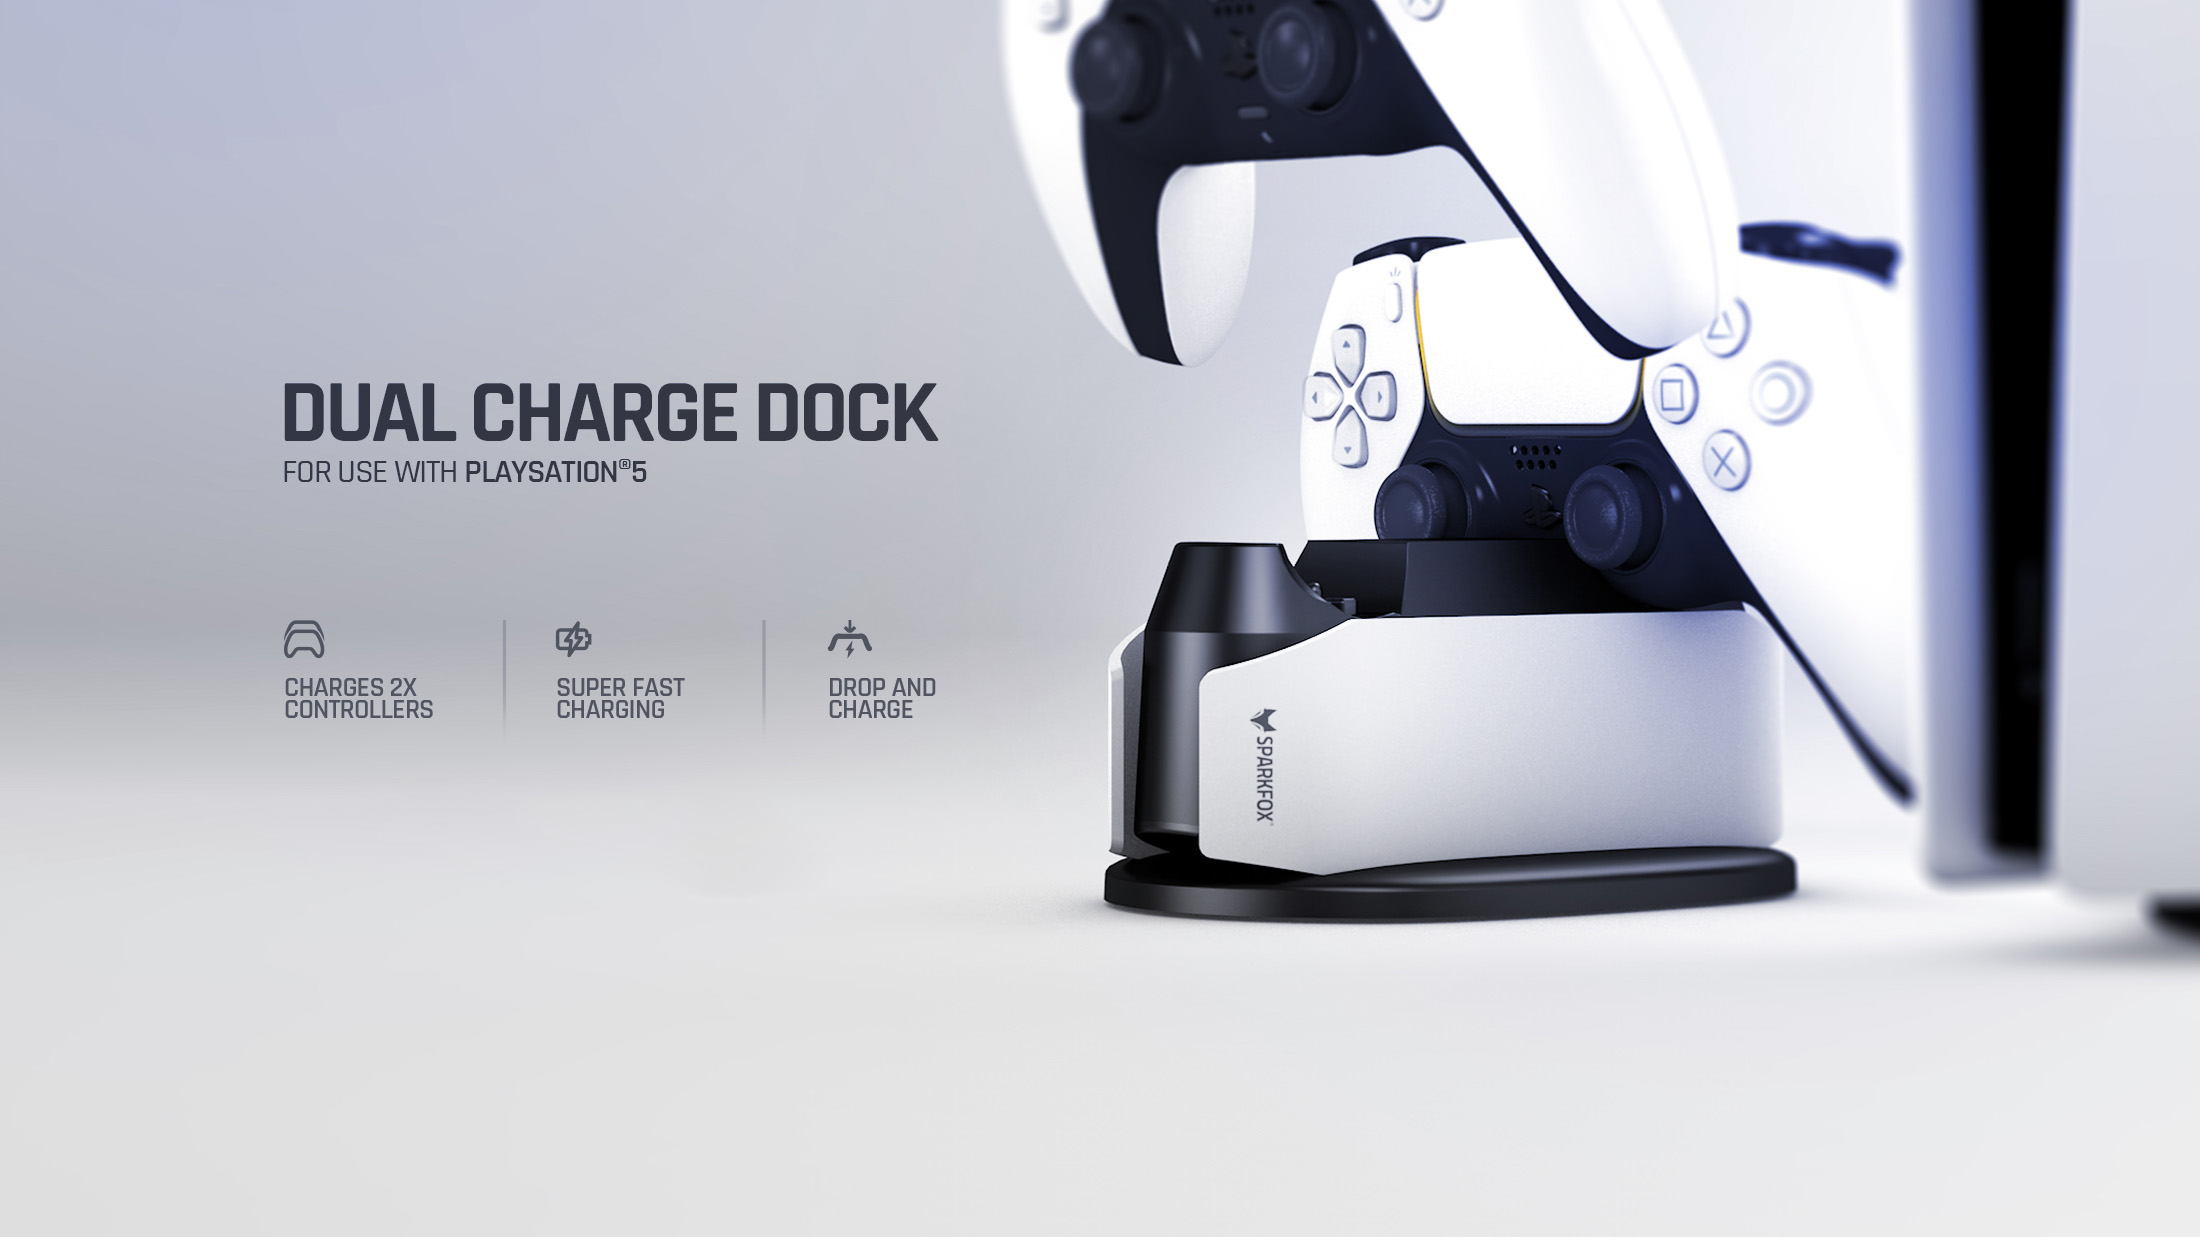 DUAL CHARGE DOCK
FOR USE WITH PLAYSATION®5
CHARGES 2X
CONTROLLERS
SUPER FAST
CHARGING
DROP AND
CHARGE
SPARKFOX